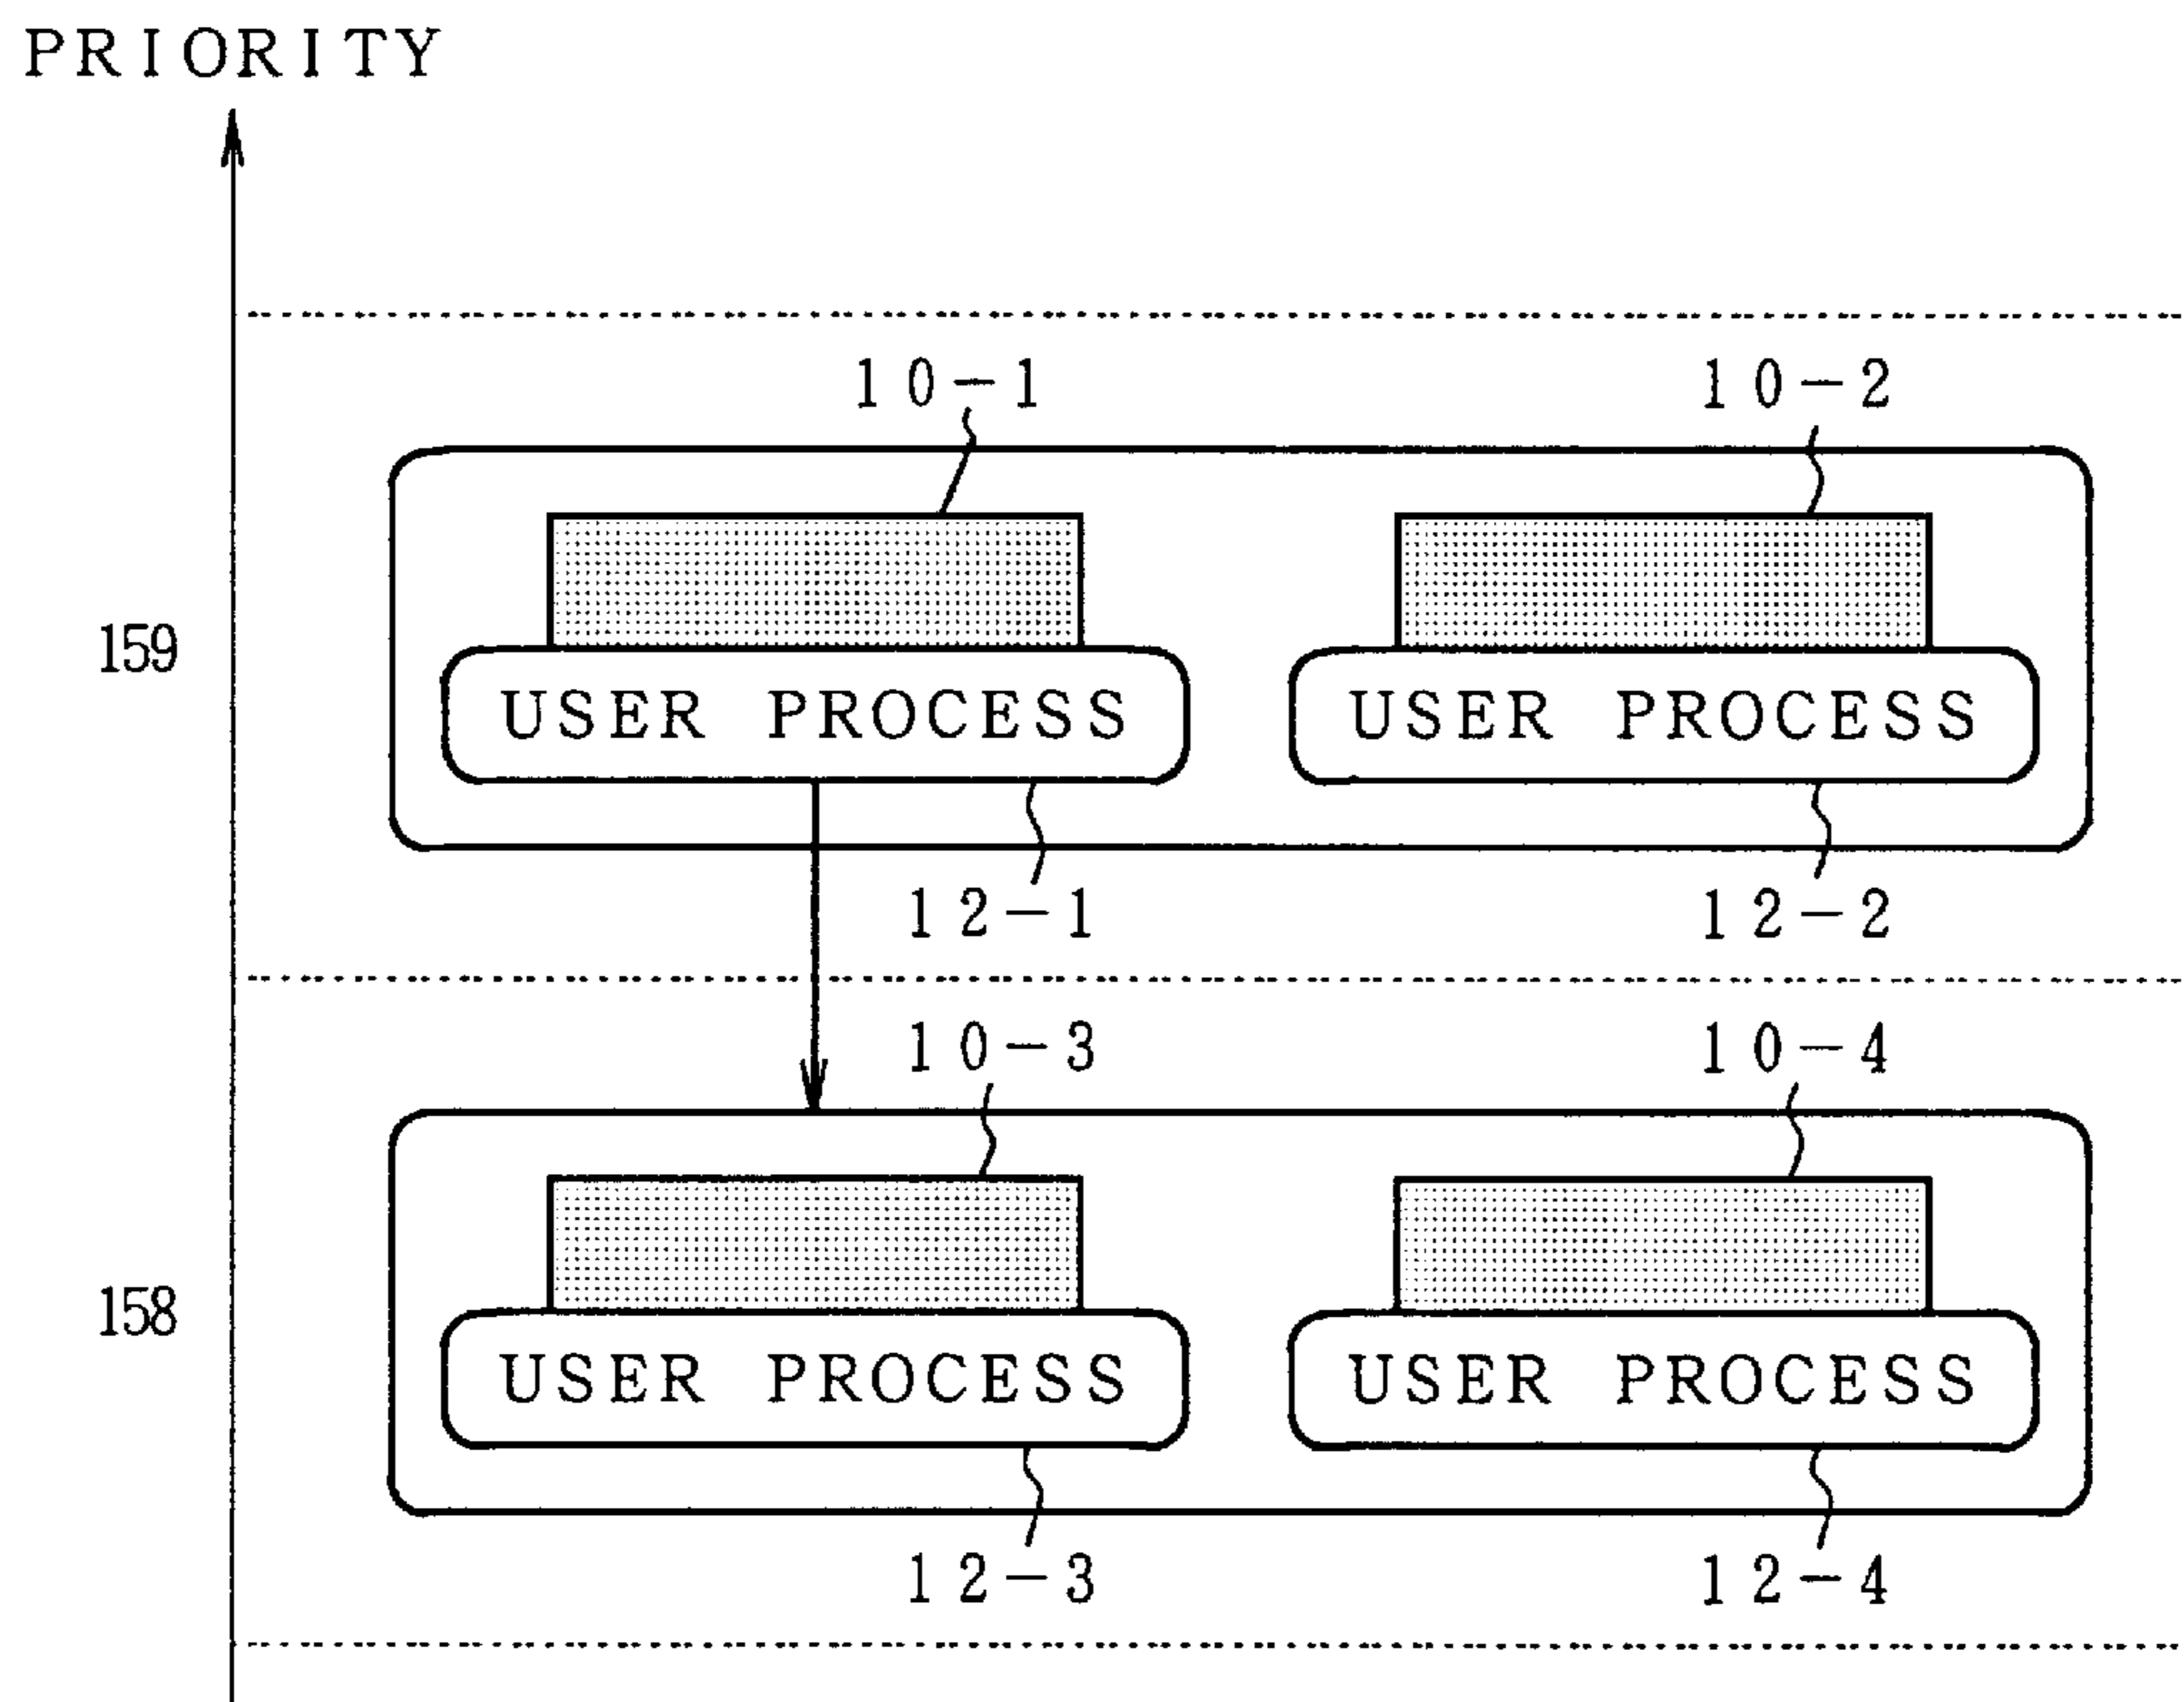 PRIORITY
10-1 10-2
159
USER PROCESS USER PROCESS
12-1 12-2
10-3 10-4
158
USER PROCESS USER PROCESS
12-3 12-4